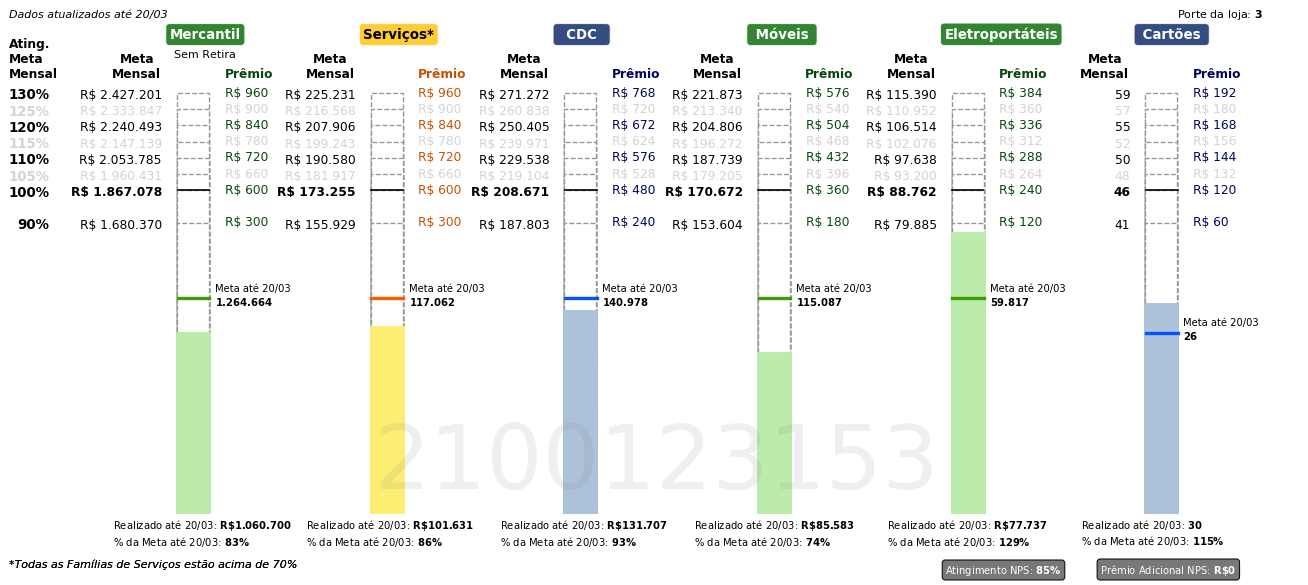 Dados atualizados até 20/03
Porte da loja: 3
Mercantil Serviços* CDC Móveis Eletroportáteis Cartões
Sem Retira
Ating. Meta Mensal
Meta Mensal Prêmio Meta Mensal Prêmio Meta Mensal Prêmio Meta Mensal Prêmio Meta Mensal Prêmio Meta Mensal Prêmio
130% R$ 2.427.201 R$ 960 R$ 225.231 R$ 960 R$ 271.272 R$ 768 R$ 221.873 R$ 576 R$ 115.390 R$ 384 59 R$ 192
125% R$ 2.333.847 R$ 900 R$ 216.568 R$ 900 R$ 260.838 R$ 720 R$ 213.340 R$ 540 R$ 110.952 R$ 360 57 R$ 180
120% R$ 2.240.493 R$ 840 R$ 207.906 R$ 840 R$ 250.405 R$ 672 R$ 204.806 R$ 504 R$ 106.514 R$ 336 55 R$ 168
115% R$ 2.147.139 R$ 780 R$ 199.243 R$ 780 R$ 239.971 R$ 624 R$ 196.272 R$ 468 R$ 102.076 R$ 312 52 R$ 156
110% R$ 2.053.785 R$ 720 R$ 190.580 R$ 720 R$ 229.538 R$ 576 R$ 187.739 R$ 432 R$ 97.638 R$ 288 50 R$ 144
105% R$ 1.960.431 R$ 660 R$ 181.917 R$ 660 R$ 219.104 R$ 528 R$ 179.205 R$ 396 R$ 93.200 R$ 264 48 R$ 132
100% R$ 1.867.078 R$ 600 R$ 173.255 R$ 600 R$ 208.671 R$ 480 R$ 170.672 R$ 360 R$ 88.762 R$ 240 46 R$ 120
90% R$ 1.680.370 R$ 300 R$ 155.929 R$ 300 R$ 187.803 R$ 240 R$ 153.604 R$ 180 R$ 79.885 R$ 120 41 R$ 60
Meta até 20/03 Meta até 20/03 Meta até 20/03 Meta até 20/03 Meta até 20/03
1.264.664 117.062 140.978 115.087 59.817
Meta até 20/03
26
2100123153
Realizado até 20/03: R$1.060.700 Realizado até 20/03: R$101.631 Realizado até 20/03: R$131.707 Realizado até 20/03: R$85.583 Realizado até 20/03: R$77.737 Realizado até 20/03: 30
% da Meta até 20/03: 83% % da Meta até 20/03: 86% % da Meta até 20/03: 93% % da Meta até 20/03: 74% % da Meta até 20/03: 129% % da Meta até 20/03: 115%
*Todas as Famílias de Serviços estão acima de 70%
Atingimento NPS: 85% Prêmio Adicional NPS: R$0